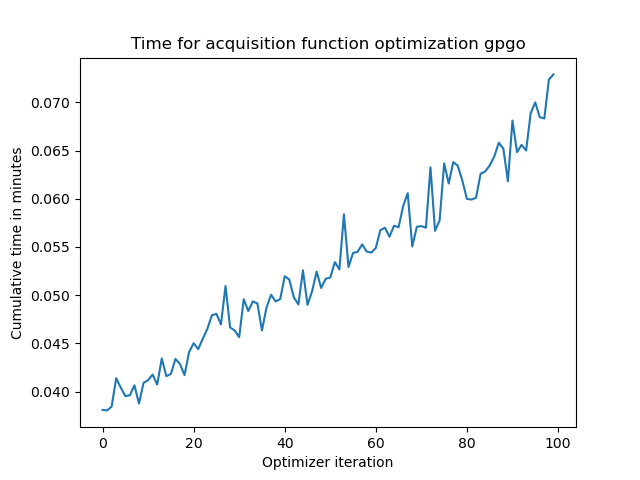 Time for acquisition function optimization gpgo
Cumulative time in minutes
0.070
0.065
0.060
0.055
0.050
0.045
0.040
0 20 40 60 80 100
Optimizer iteration